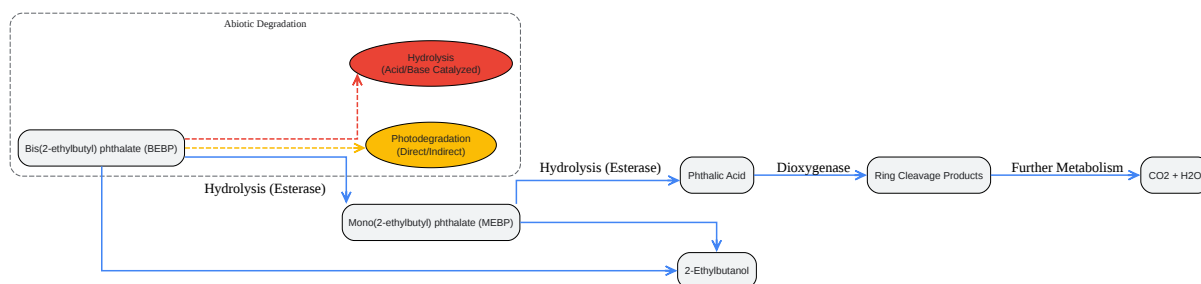 Abiotic Degradation
Hydrolysis
(Acid/Base Catalyzed)
Photodegradation
(Direct/Indirect)
Bis(2-ethylbutyl) phthalate (BEBP)
Hydrolysis (Esterase)
Hydrolysis (Esterase)
Phthalic Acid
Dioxygenase
Ring Cleavage Products
Further Metabolism
CO2 + H2O
Mono(2-ethylbutyl) phthalate (MEBP)
2-Ethylbutanol